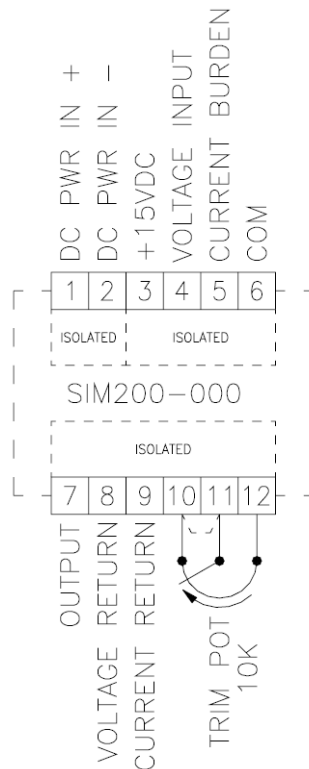 DC PWR IN +
DC PWR IN -
+15VDC
VOLTAGE INPUT
CURRENT BURDEN
COM
1 2 3 4 5 6
ISOLATED ISOLATED
SIM200-000
ISOLATED
7 8 9 10 11 12
OUTPUT
VOLTAGE RETURN
CURRENT RETURN
TRIM POT
10K